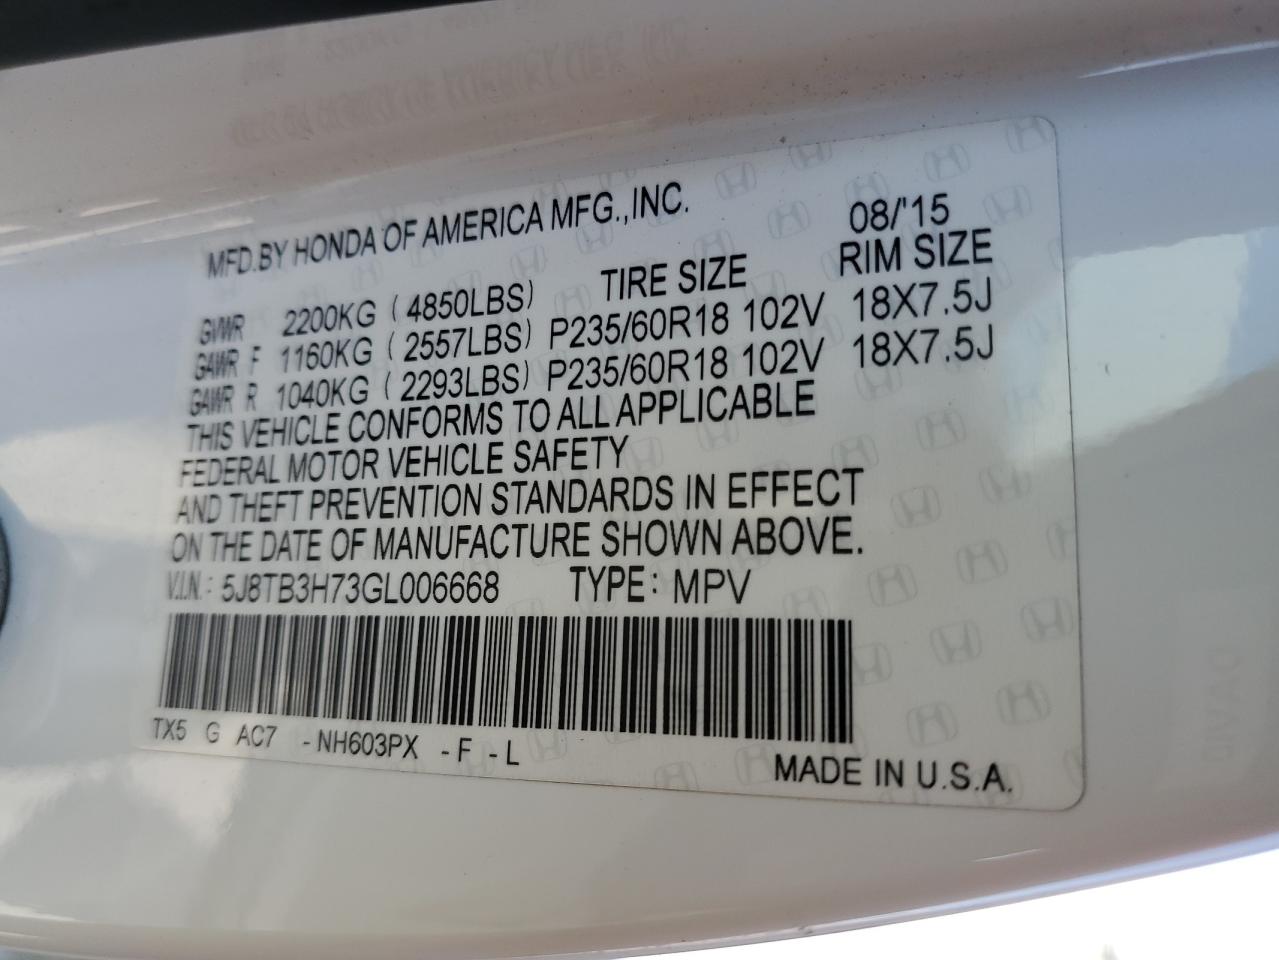 MFD.BY HONDA OF AMERICA MFG.,INC. 08/'15
GVWR 2200KG (4850LBS) TIRE SIZE RIM SIZE
GAWR F 1160KG (2557LBS) P235/60R18 102V 18X7.5J
GAWR R 1040KG (2293LBS) P235/60R18 102V 18X7.5J
THIS VEHICLE CONFORMS TO ALL APPLICABLE
FEDERAL MOTOR VEHICLE SAFETY
AND THEFT PREVENTION STANDARDS IN EFFECT
ON THE DATE OF MANUFACTURE SHOWN ABOVE.
V.I.N.: 5J8TB3H73GL006668 TYPE: MPV
TX5 G AC7 -NH603PX -F -L
MADE IN U.S.A.